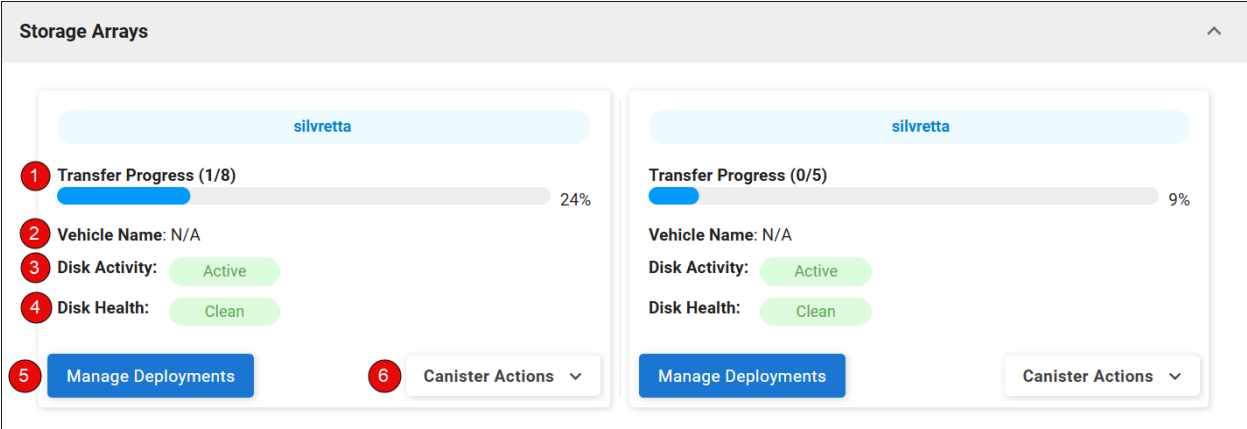 Storage Arrays
silvretta
1 Transfer Progress (1/8)
24%
2 Vehicle Name: N/A
3 Disk Activity: Active
4 Disk Health: Clean
5 Manage Deployments
6 Canister Actions
silvretta
Transfer Progress (0/5)
9%
Vehicle Name: N/A
Disk Activity: Active
Disk Health: Clean
Manage Deployments
Canister Actions